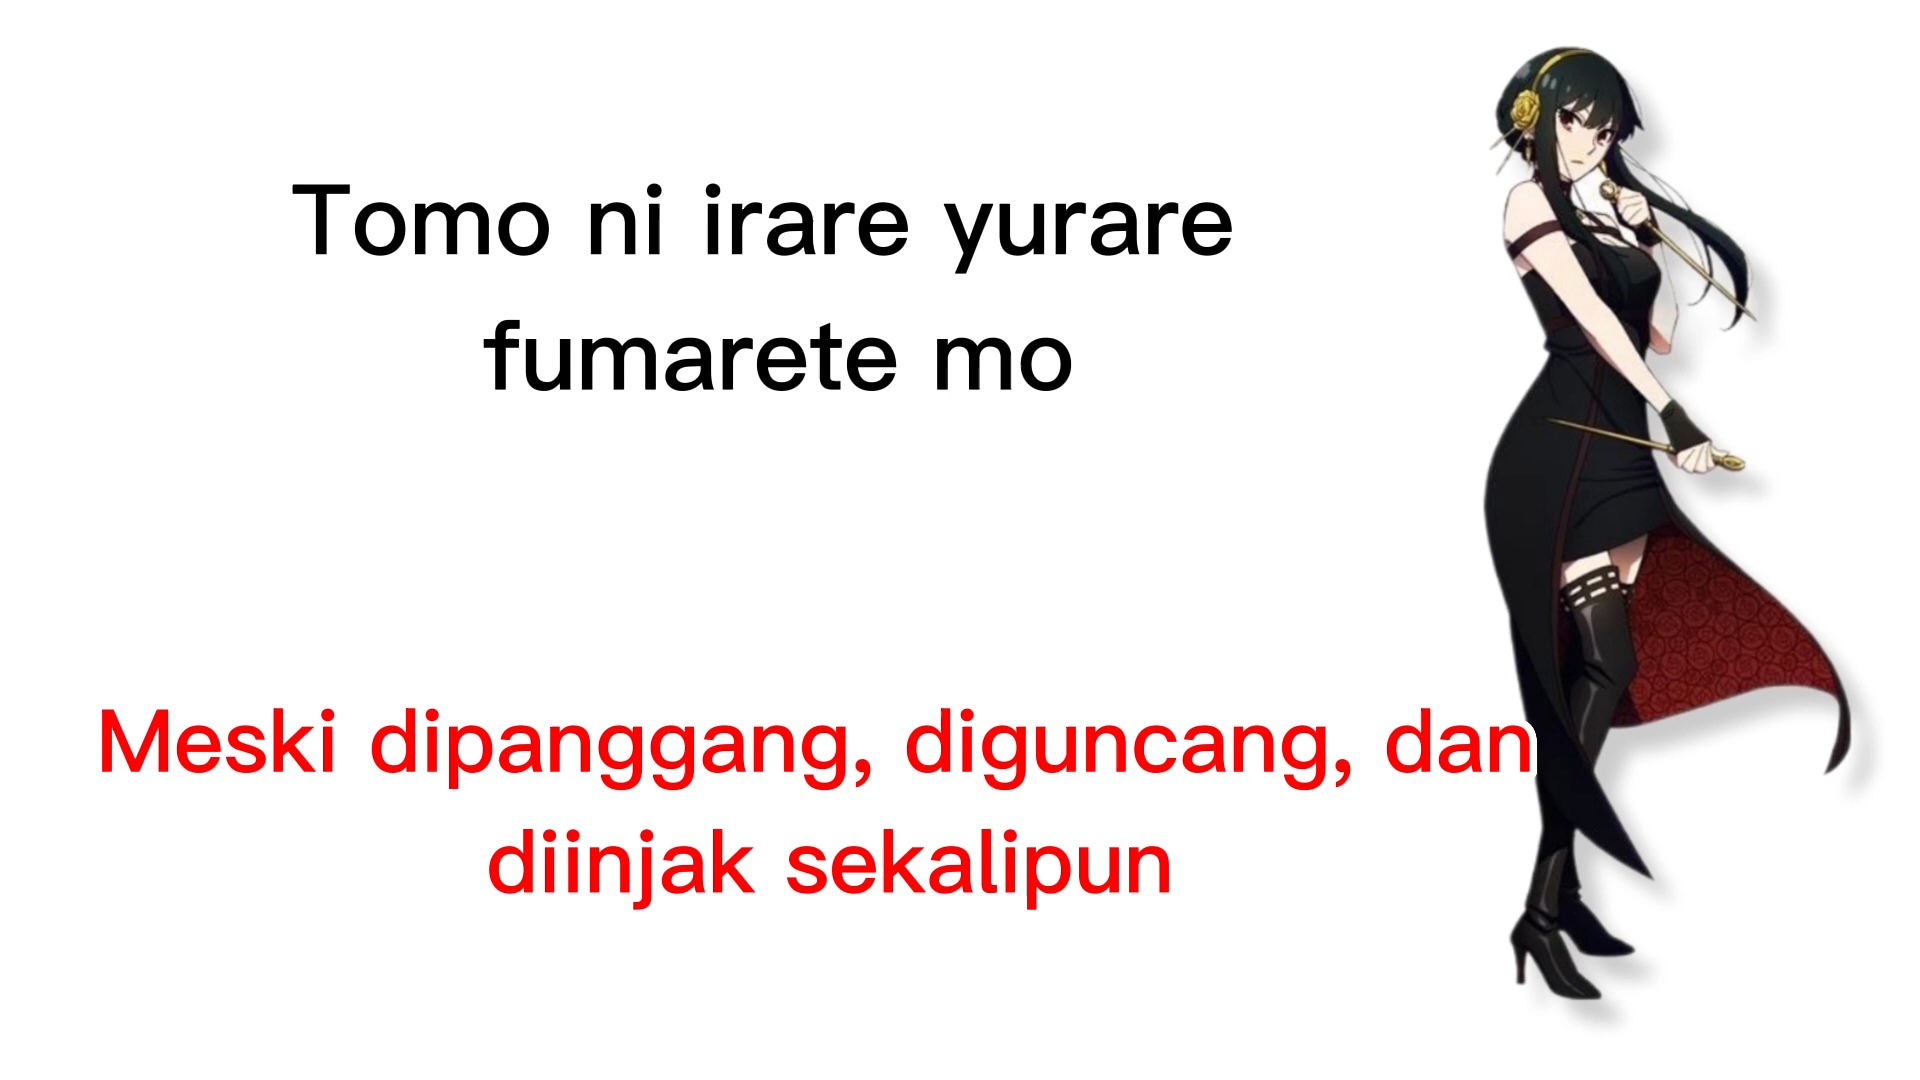 Tomo ni irare yurare
fumarete mo
Meski dipanggang, diguncang, dan
diinjak sekalipun